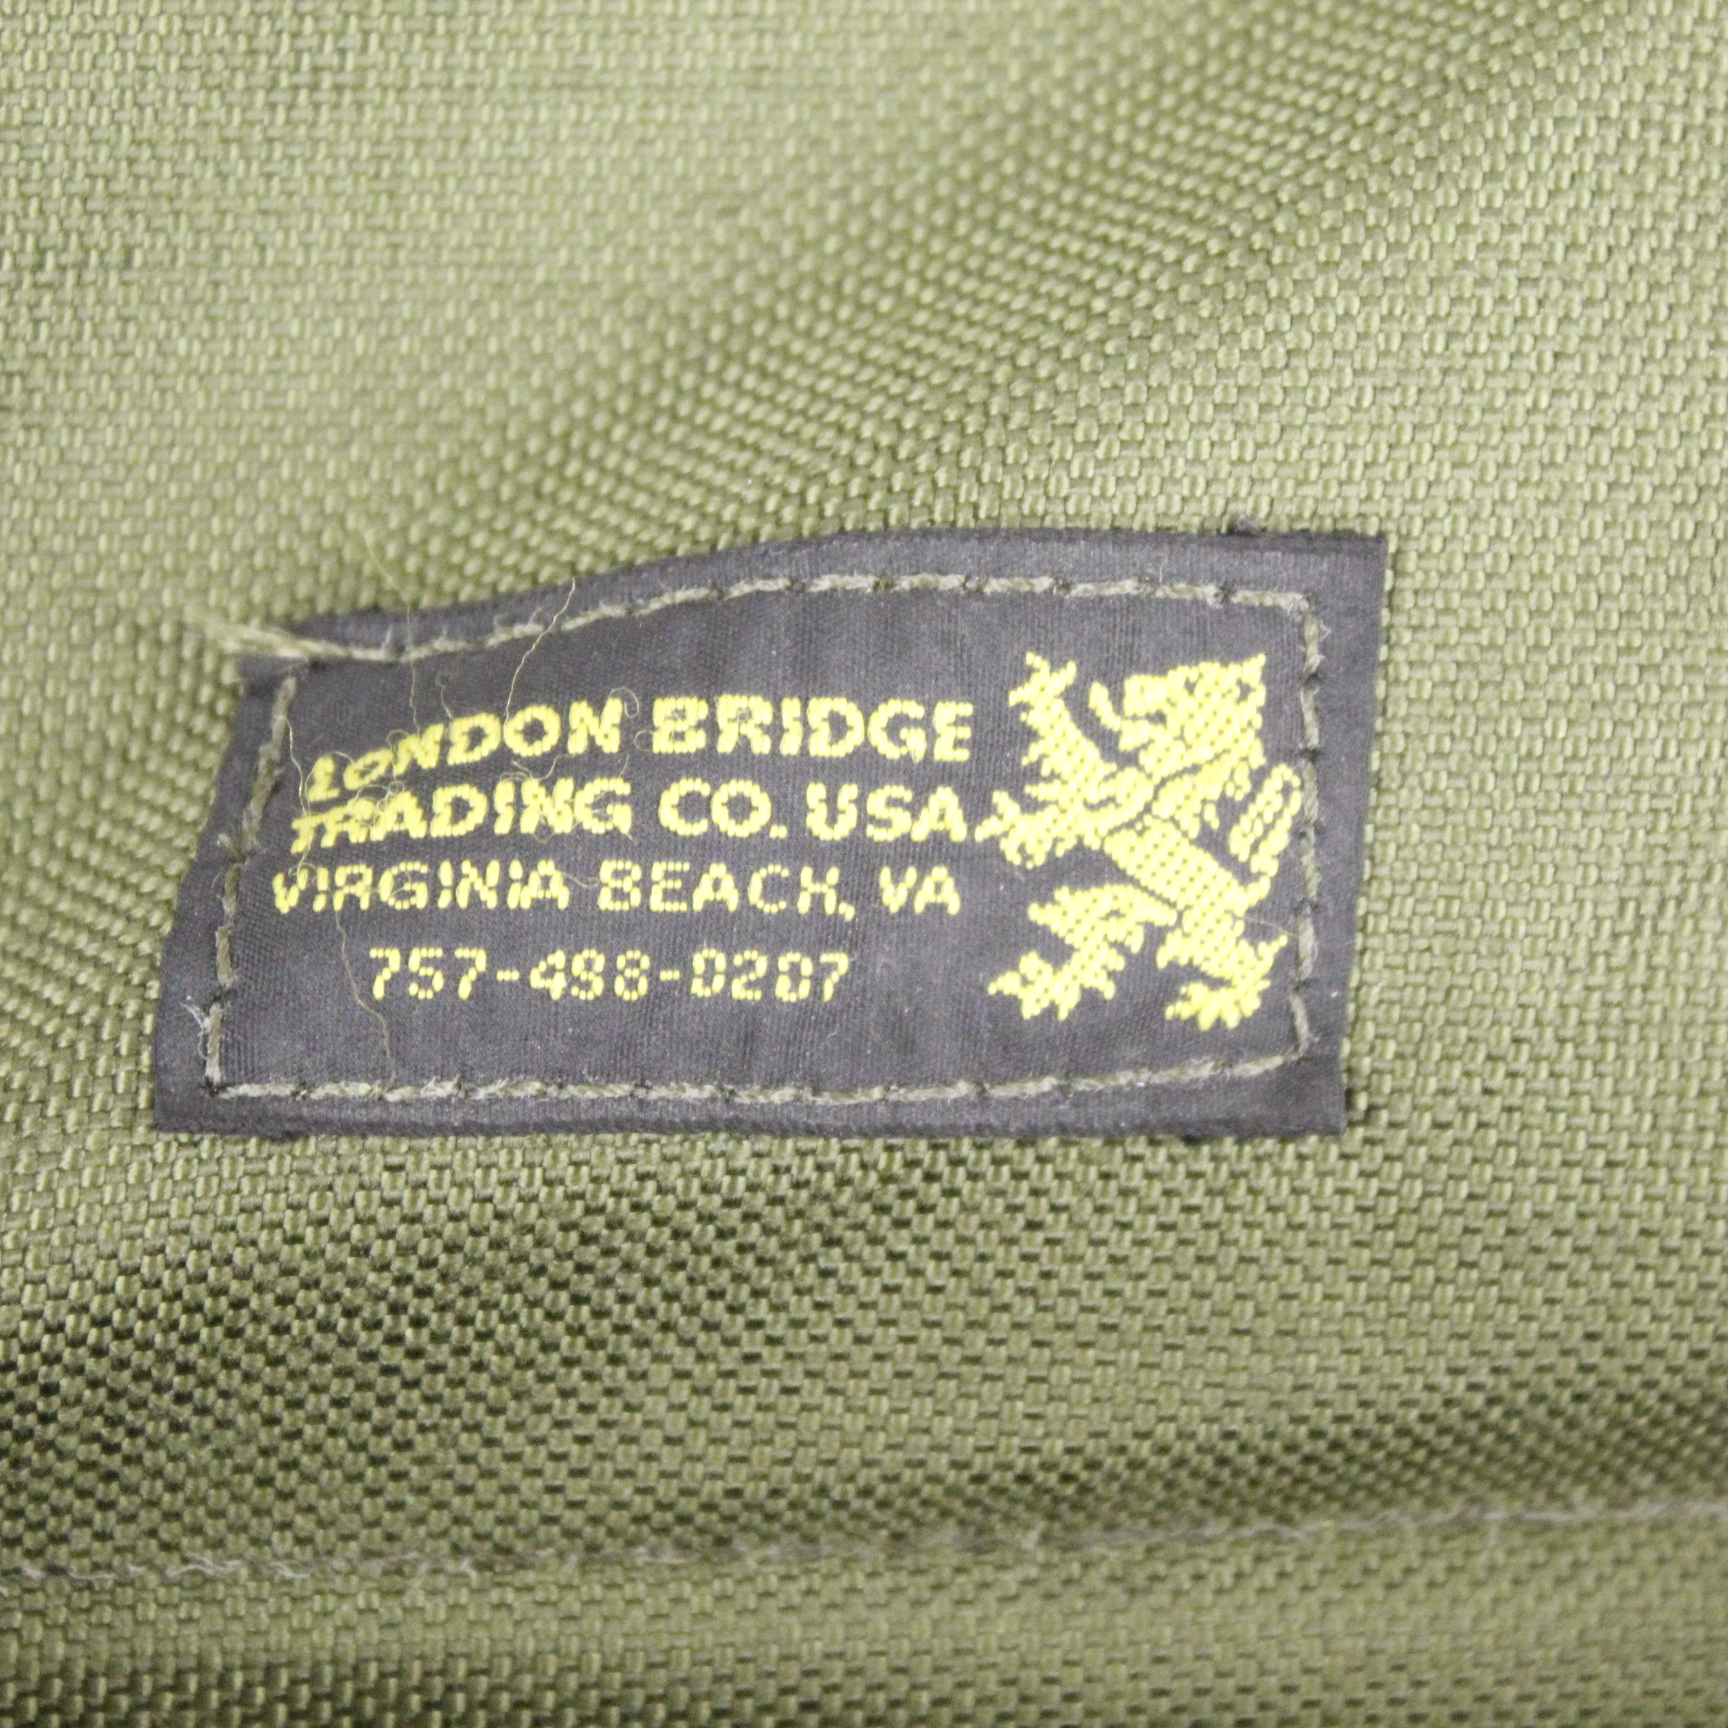 LONDON BRIDGE
TRADING CO. USA
VIRGINIA BEACH, VA
757-498-0207